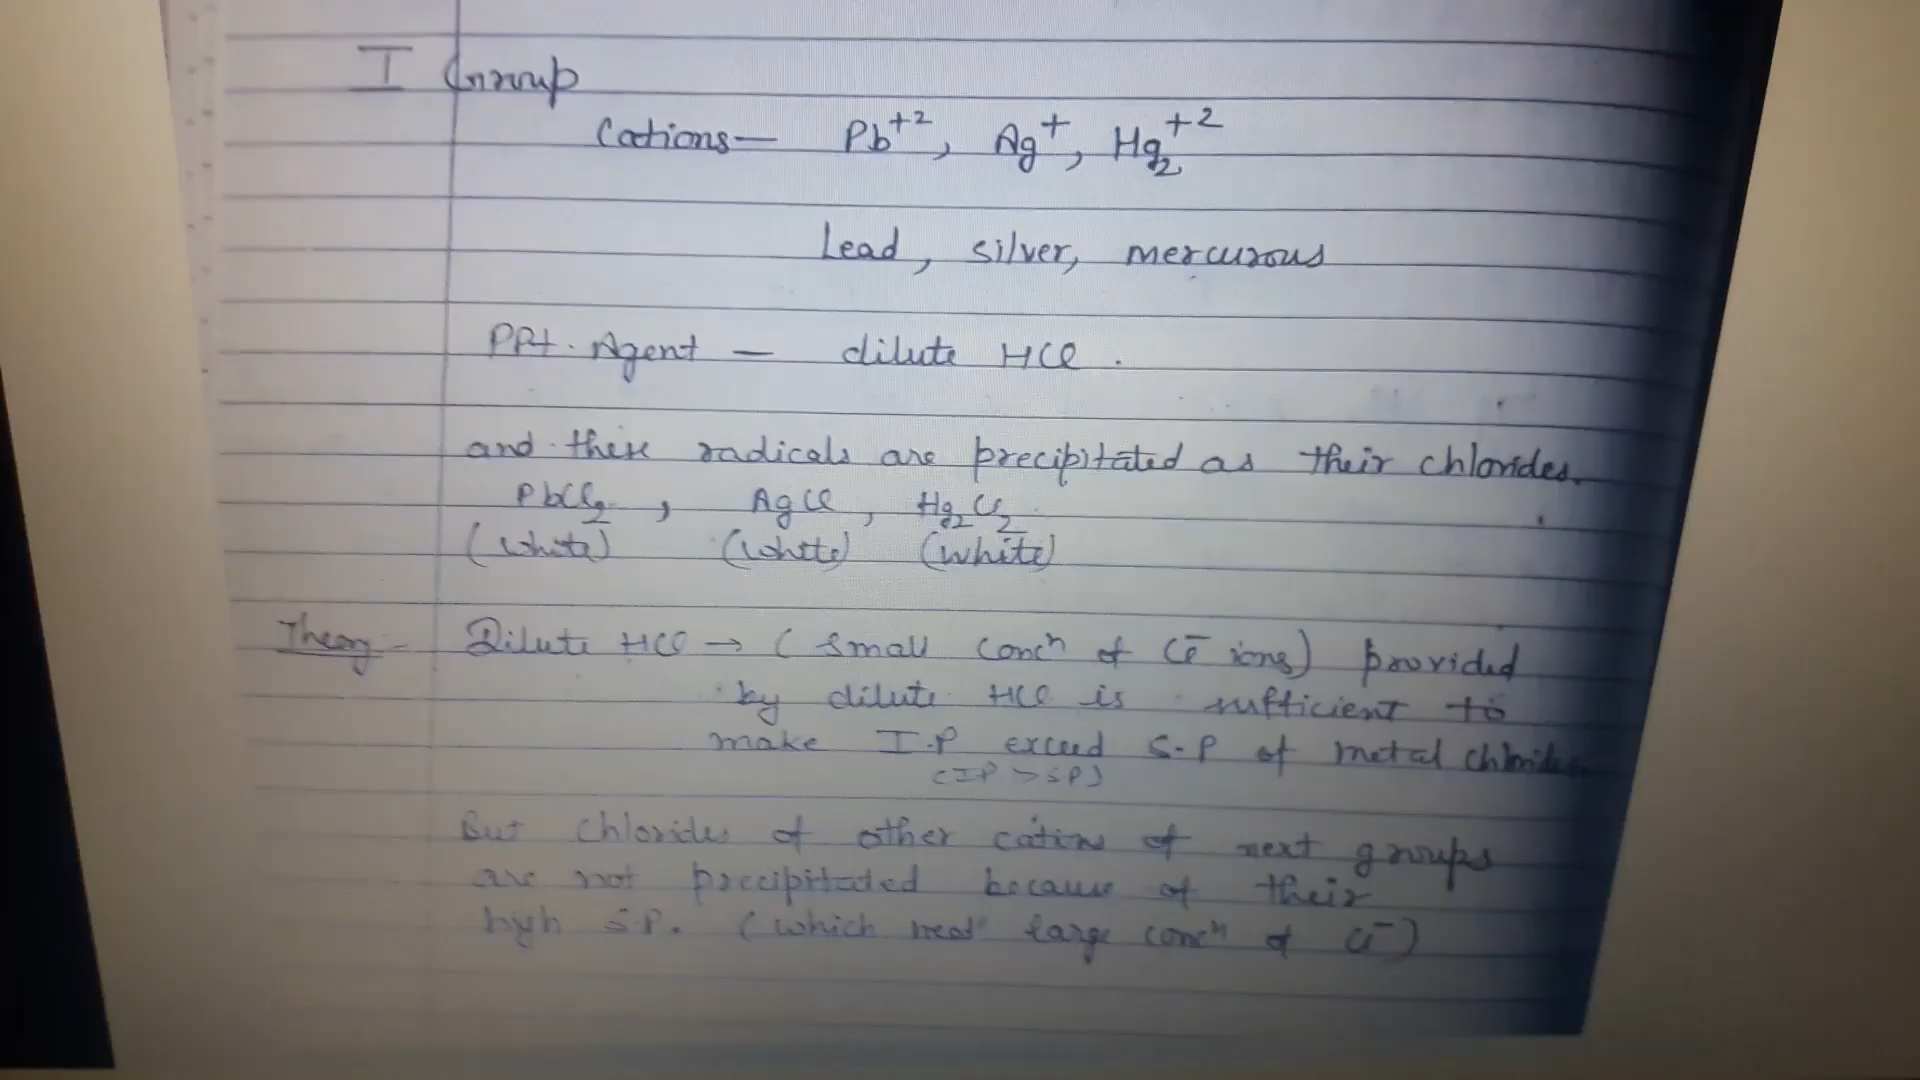 I Group
Cations— Pb⁺², Ag⁺, Hg₂⁺²
Lead, silver, mercurous
PPt. Agent — dilute HCl.
and these radicals are precipitated as their chlorides.
PbCl₂, AgCl, Hg₂Cl₂
(white) (white) (white)
Theory - Dilute HCl → (small concⁿ of Cl⁻ ions) provided
by dilute HCl is sufficient to
make I.P exceed S.P of metal chlorides
(IP > SP)
But chlorides of other cations of next groups
are not precipitated because of their
high S.P. (which need large concⁿ of Cl⁻)